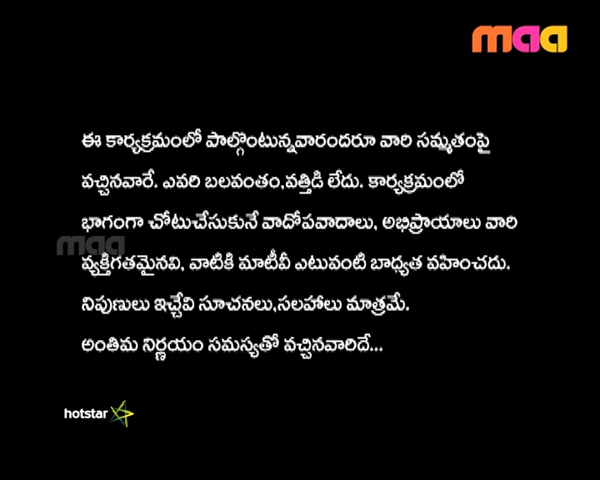 maa
ఈ కార్యక్రమంలో పాల్గొంటున్నవారందరూ వారి సమ్మతంపై
వచ్చినవారే. ఎవరి బలవంతం,వత్తిడి లేదు. కార్యక్రమంలో
భాగంగా చోటుచేసుకునే వాదోపవాదాలు, అభిప్రాయాలు వారి
maa
వ్యక్తిగతమైనవి, వాటికి మాటీవీ ఎటువంటి బాధ్యత వహించదు.
నిపుణులు ఇచ్చేవి సూచనలు,సలహాలు మాత్రమే.
అంతిమ నిర్ణయం సమస్యతో వచ్చినవారిదే...
hotstar